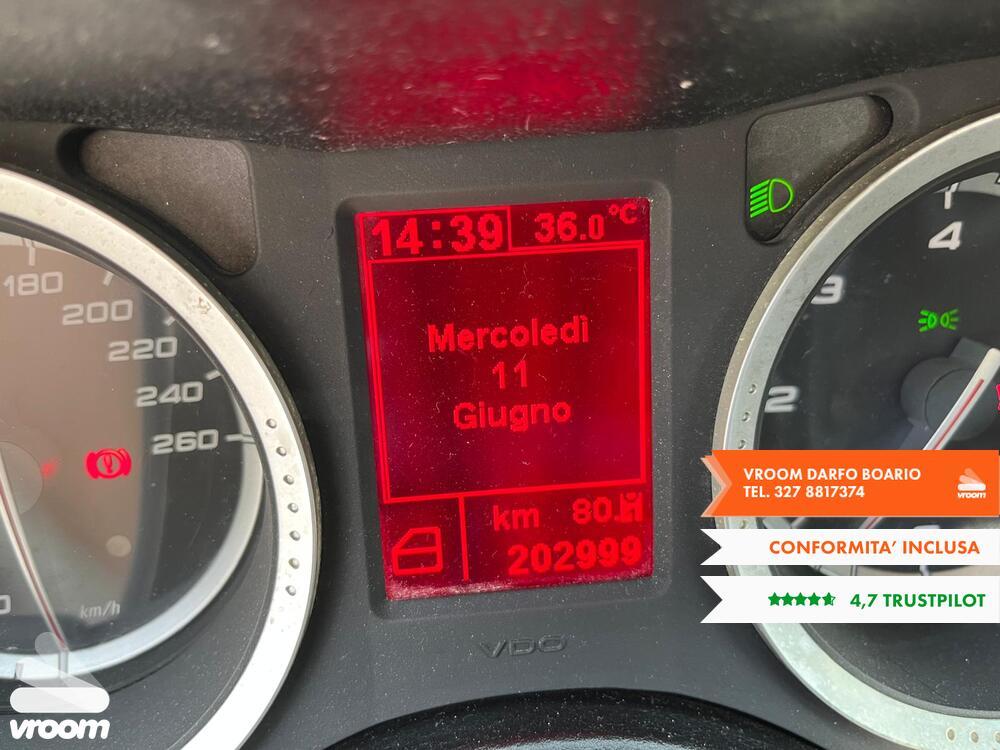 14:39 36.0 °C
Mercoledì
11
Giugno
km
202999
180
200
220
240
260
km/h
4
3
2
VDO
VROOM DARFO BOARIO
TEL. 327 8817374
vroom
CONFORMITA' INCLUSA
4,7 TRUSTPILOT
vroom